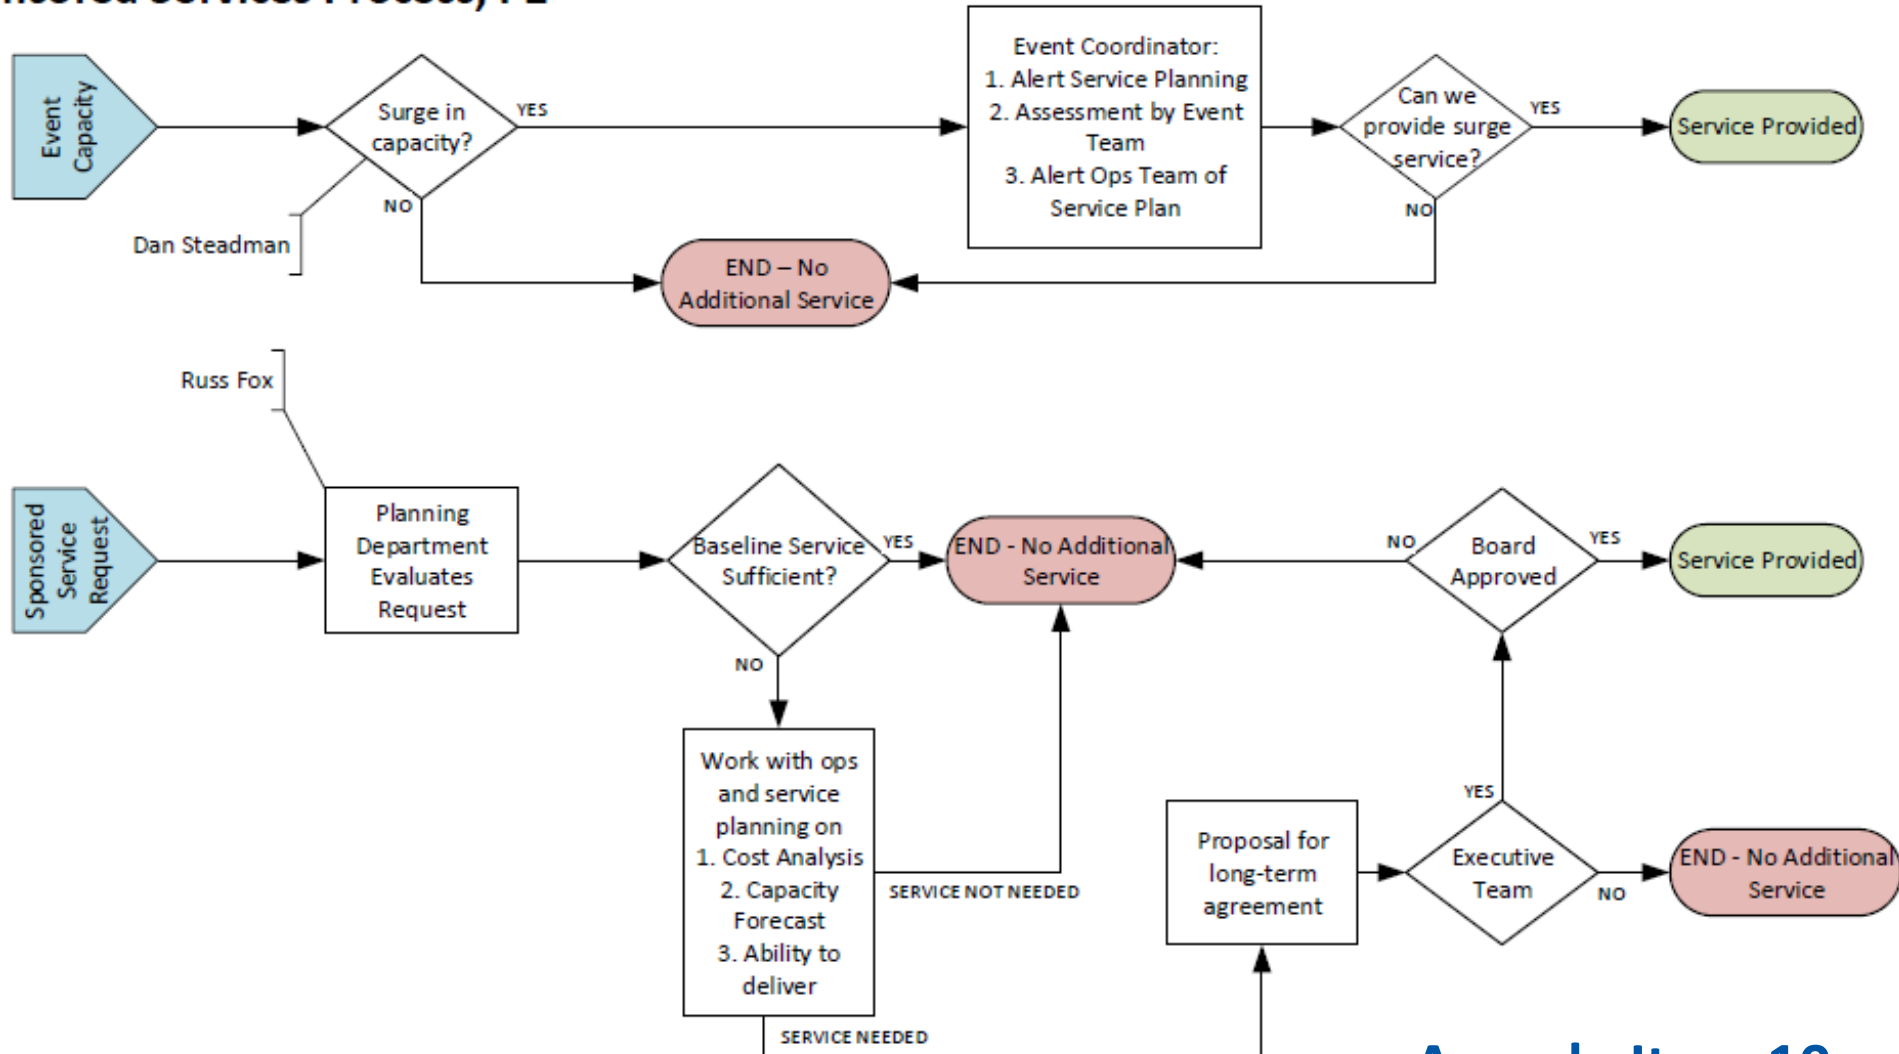 Services Process,
Event
Capacity
Surge in
capacity?
YES
NO
Dan Steadman
Event Coordinator:
1. Alert Service Planning
2. Assessment by Event
Team
3. Alert Ops Team of
Service Plan
Can we
provide surge
service?
YES
NO
Service Provided
END – No
Additional Service
Russ Fox
Sponsored
Service
Request
Planning
Department
Evaluates
Request
Baseline Service
Sufficient?
YES
NO
END - No Additional
Service
NO
Board
Approved
YES
Service Provided
Work with ops
and service
planning on
1. Cost Analysis
2. Capacity
Forecast
3. Ability to
deliver
SERVICE NOT NEEDED
SERVICE NEEDED
Proposal for
long-term
agreement
YES
Executive
Team
NO
END - No Additional
Service